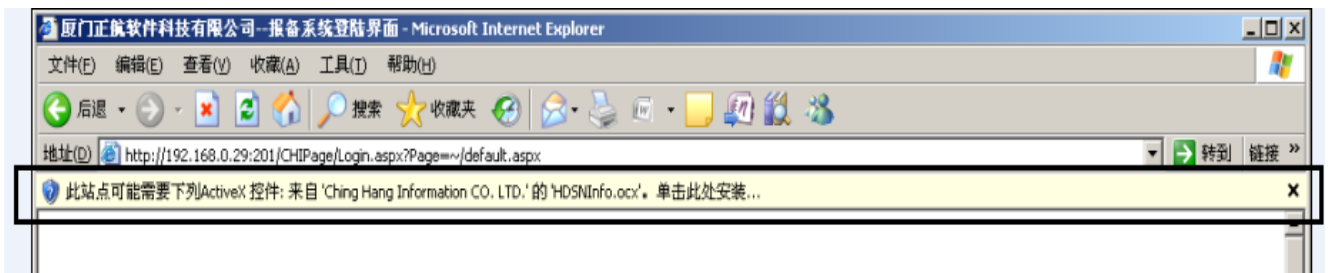 厦门正航软件科技有限公司--报备系统登陆界面 - Microsoft Internet Explorer
文件(F) 编辑(E) 查看(V) 收藏(A) 工具(T) 帮助(H)
后退 搜索 收藏夹
地址(D) http://192.168.0.29:201/CHIPage/Login.aspx?Page=~/default.aspx 转到 链接 »
此站点可能需要下列ActiveX 控件: 来自 'Ching Hang Information CO. LTD.' 的 'HDSNInfo.ocx'。单击此处安装...